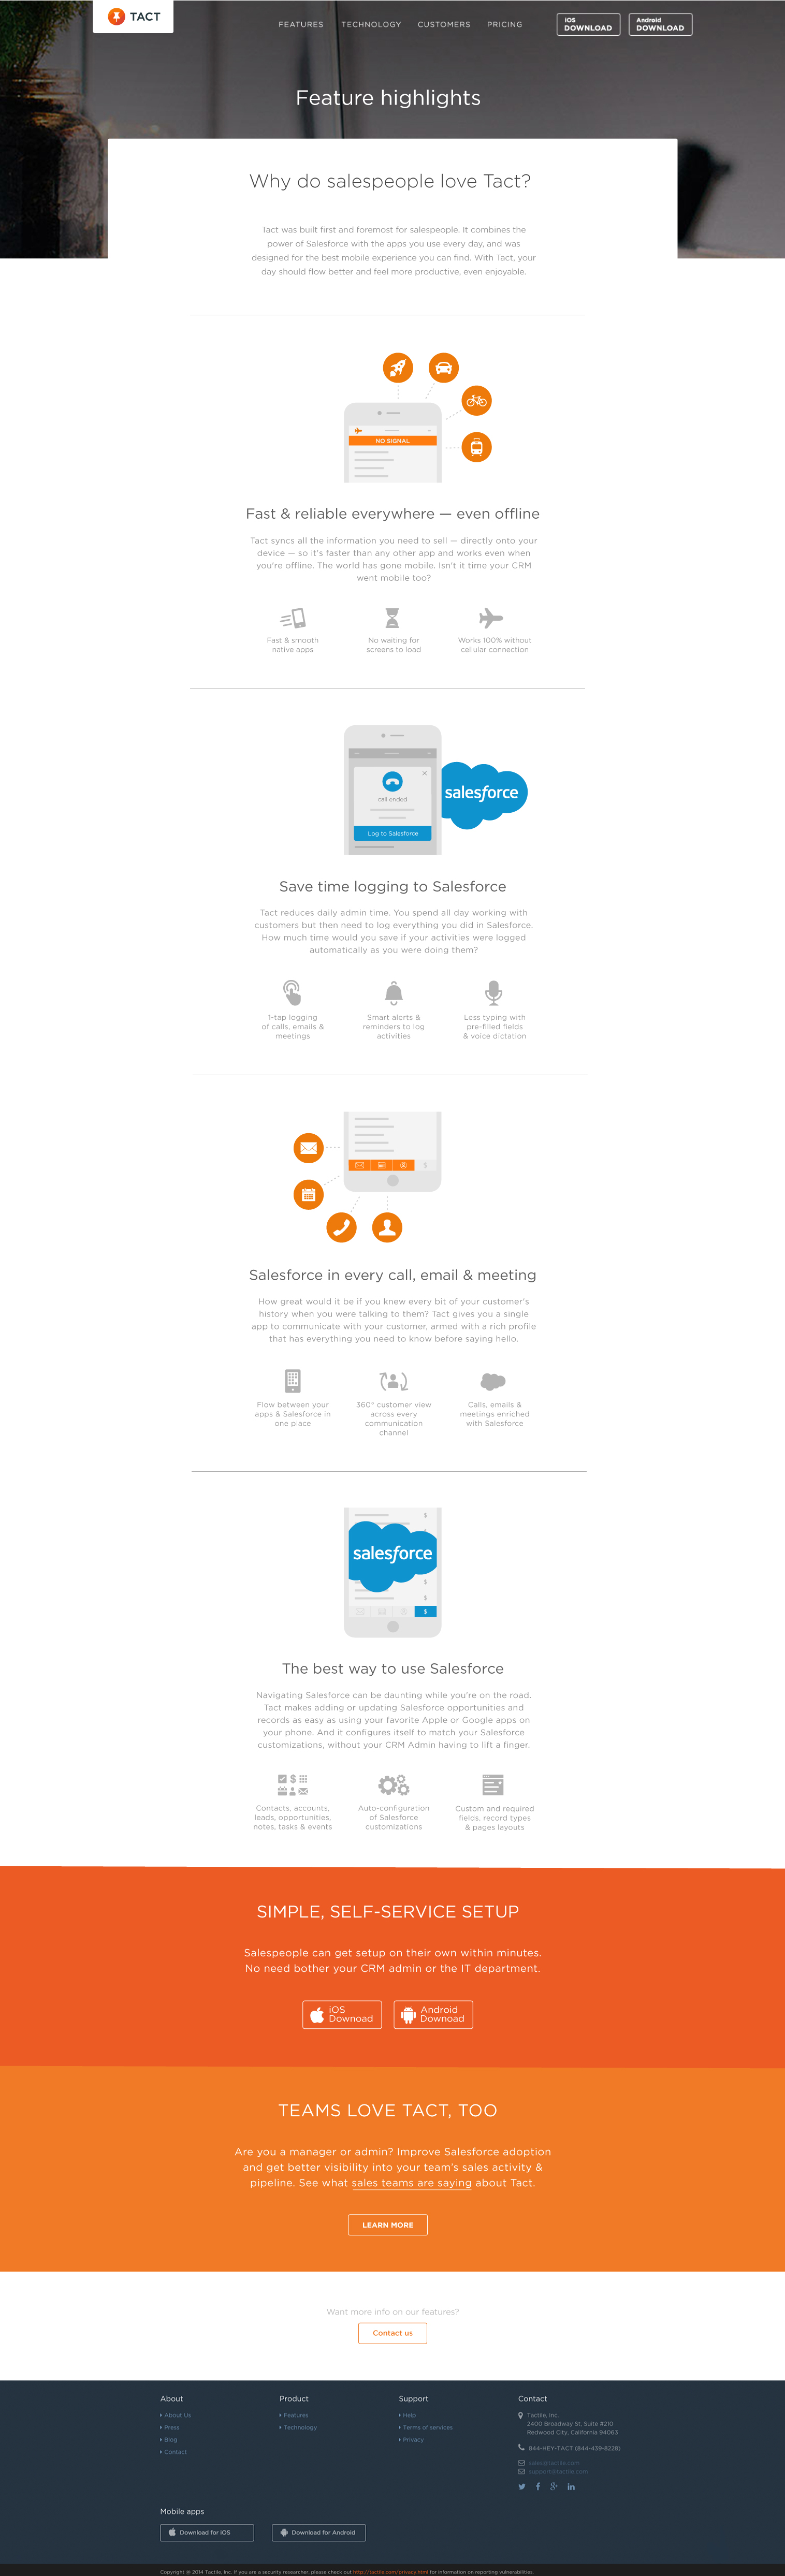 TACT
FEATURES TECHNOLOGY CUSTOMERS PRICING
iOS
DOWNLOAD
Android
DOWNLOAD
Feature highlights
Why do salespeople love Tact?
Tact was built first and foremost for salespeople. It combines the
power of Salesforce with the apps you use every day, and was
designed for the best mobile experience you can find. With Tact, your
day should flow better and feel more productive, even enjoyable.
NO SIGNAL
Fast & reliable everywhere — even offline
Tact syncs all the information you need to sell — directly onto your
device — so it's faster than any other app and works even when
you're offline. The world has gone mobile. Isn't it time your CRM
went mobile too?
Fast & smooth
native apps
No waiting for
screens to load
Works 100% without
cellular connection
call ended
Log to Salesforce
salesforce
Save time logging to Salesforce
Tact reduces daily admin time. You spend all day working with
customers but then need to log everything you did in Salesforce.
How much time would you save if your activities were logged
automatically as you were doing them?
1-tap logging
of calls, emails &
meetings
Smart alerts &
reminders to log
activities
Less typing with
pre-filled fields
& voice dictation
$
Salesforce in every call, email & meeting
How great would it be if you knew every bit of your customer's
history when you were talking to them? Tact gives you a single
app to communicate with your customer, armed with a rich profile
that has everything you need to know before saying hello.
Flow between your
apps & Salesforce in
one place
360° customer view
across every
communication
channel
Calls, emails &
meetings enriched
with Salesforce
$
salesforce
$
$
$
The best way to use Salesforce
Navigating Salesforce can be daunting while you're on the road.
Tact makes adding or updating Salesforce opportunities and
records as easy as using your favorite Apple or Google apps on
your phone. And it configures itself to match your Salesforce
customizations, without your CRM Admin having to lift a finger.
$
Contacts, accounts,
leads, opportunities,
notes, tasks & events
Auto-configuration
of Salesforce
customizations
Custom and required
fields, record types
& pages layouts
SIMPLE, SELF-SERVICE SETUP
Salespeople can get setup on their own within minutes.
No need bother your CRM admin or the IT department.
iOS
Downoad
Android
Downoad
TEAMS LOVE TACT, TOO
Are you a manager or admin? Improve Salesforce adoption
and get better visibility into your team's sales activity &
pipeline. See what sales teams are saying about Tact.
LEARN MORE
Want more info on our features?
Contact us
About
About Us
Press
Blog
Contact
Product
Features
Technology
Support
Help
Terms of services
Privacy
Contact
Tactile, Inc.
2400 Broadway St, Suite #210
Redwood City, California 94063
844-HEY-TACT (844-439-8228)
sales@tactile.com
support@tactile.com
Mobile apps
Download for iOS
Download for Android
Copyright @ 2014 Tactile, Inc. If you are a security researcher, please check out http://tactile.com/privacy.html for information on reporting vulnerabilities.